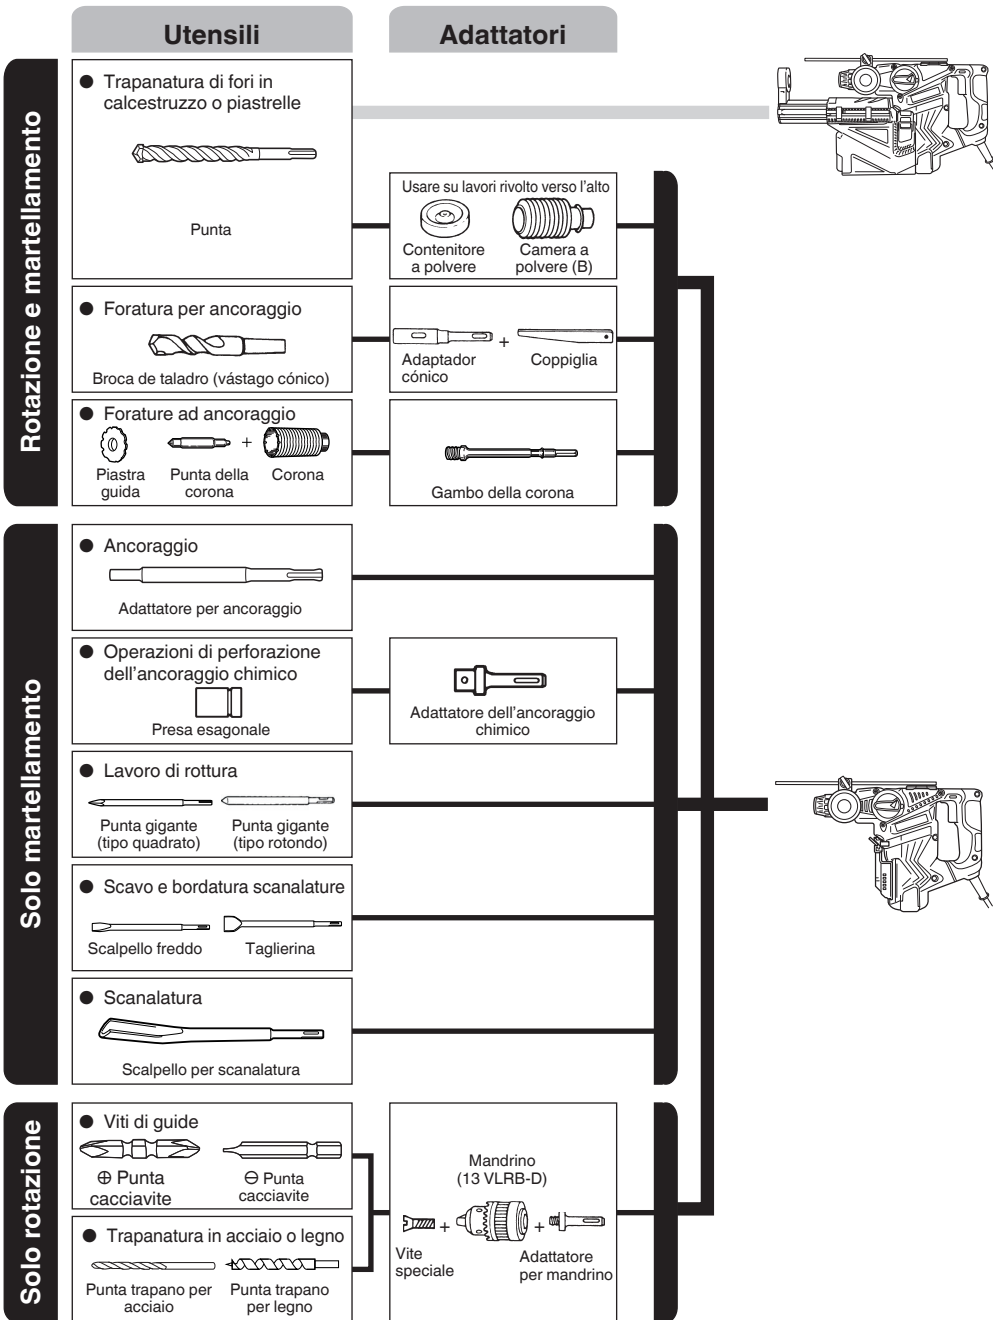 Utensili
Adattatori
Rotazione e martellamento
● Trapanatura di fori in
calcestruzzo o piastrelle
Punta
Usare su lavori rivolto verso l'alto
Contenitore
a polvere
Camera a
polvere (B)
● Foratura per ancoraggio
Broca de taladro (vástago cónico)
+
Adaptador
cónico
Coppiglia
● Forature ad ancoraggio
+
Piastra
guida
Punta della
corona
Corona
Gambo della corona
Solo martellamento
● Ancoraggio
Adattatore per ancoraggio
● Operazioni di perforazione
dell'ancoraggio chimico
Presa esagonale
Adattatore dell'ancoraggio
chimico
● Lavoro di rottura
Punta gigante
(tipo quadrato)
Punta gigante
(tipo rotondo)
● Scavo e bordatura scanalature
Scalpello freddo
Taglierina
● Scanalatura
Scalpello per scanalatura
Solo rotazione
● Viti di guide
⊕ Punta
cacciavite
⊖ Punta
cacciavite
● Trapanatura in acciaio o legno
Punta trapano per
acciaio
Punta trapano
per legno
Mandrino
(13 VLRB-D)
+ +
Vite
speciale
Adattatore
per mandrino